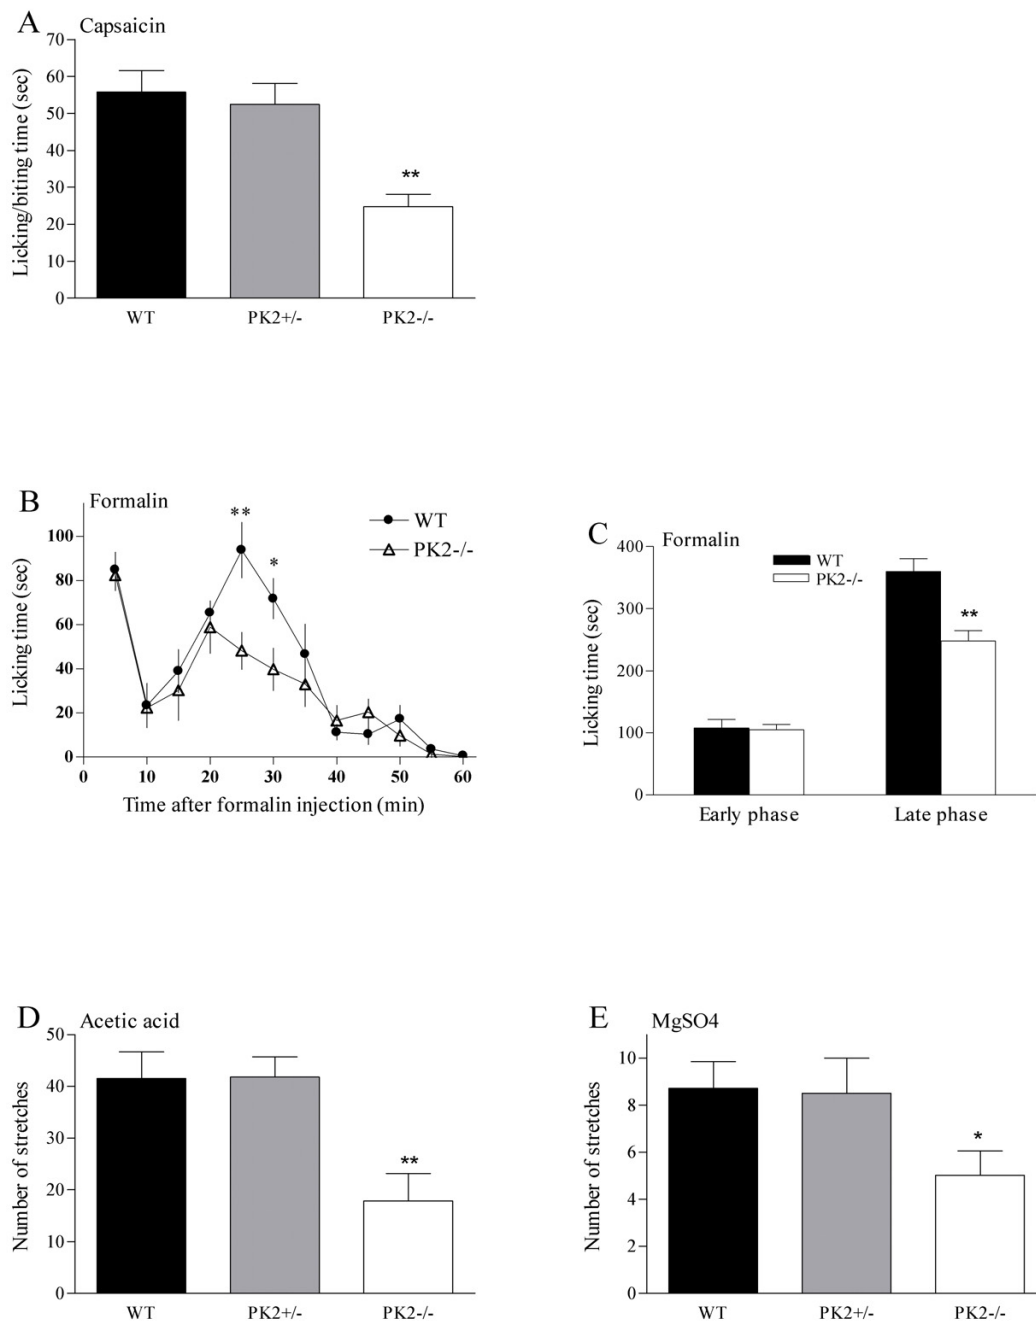 A Capsaicin
Licking/biting time (sec)
70
60
50
40
30
20
10
0
**
WT PK2+/- PK2-/-
B Formalin
Licking time (sec)
100
80
60
40
20
0
**
*
WT
PK2-/-
0 10 20 30 40 50 60
Time after formalin injection (min)
C Formalin
Licking time (sec)
400
300
200
100
0
WT
PK2-/-
**
Early phase Late phase
D Acetic acid
Number of stretches
50
40
30
20
10
0
**
WT PK2+/- PK2-/-
E MgSO4
Number of stretches
10
8
6
4
2
0
*
WT PK2+/- PK2-/-